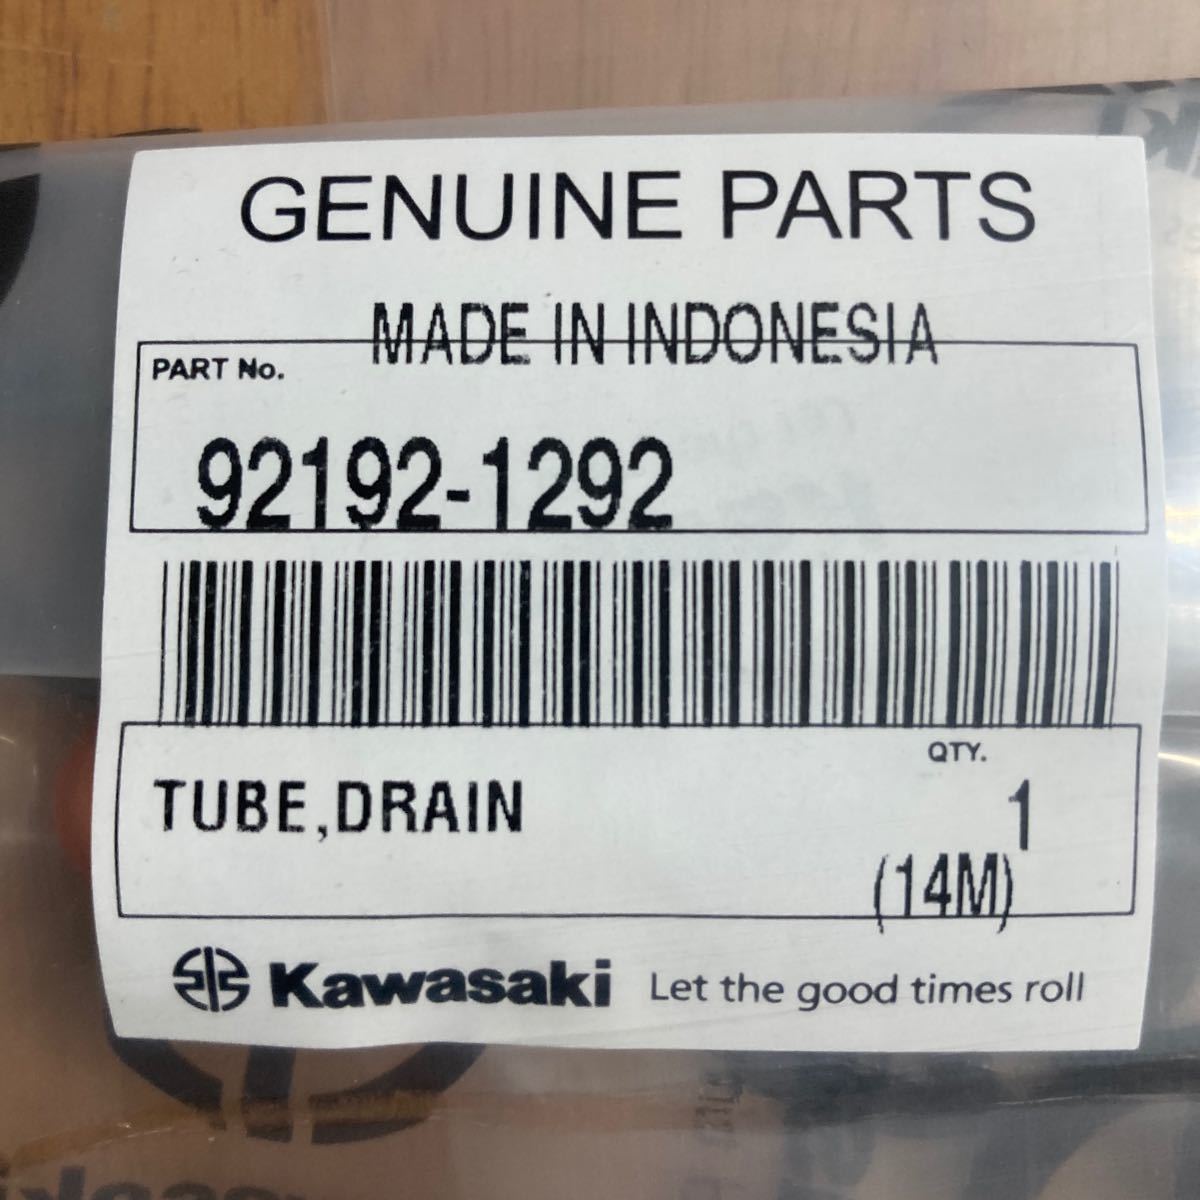 GENUINE PARTS
MADE IN INDONESIA
PART No.
92192-1292
QTY.
TUBE,DRAIN
1
(14M)
Kawasaki Let the good times roll